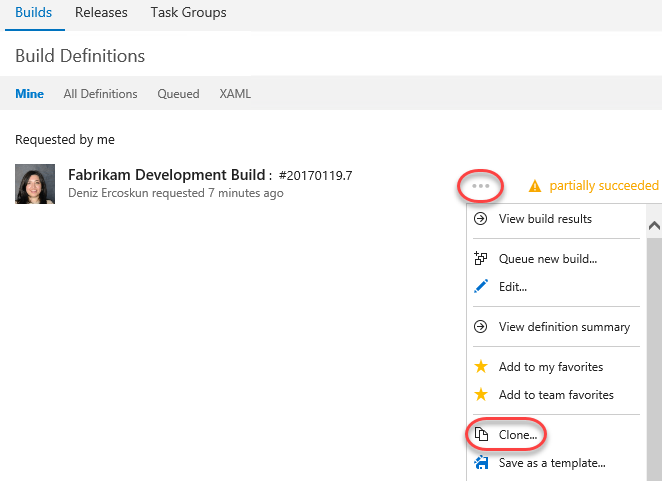 Builds Releases Task Groups
Build Definitions
Mine All Definitions Queued XAML
Requested by me
Fabrikam Development Build : #20170119.7
Deniz Ercoskun requested 7 minutes ago
partially succeeded
View build results
Queue new build...
Edit...
View definition summary
Add to my favorites
Add to team favorites
Clone...
Save as a template...